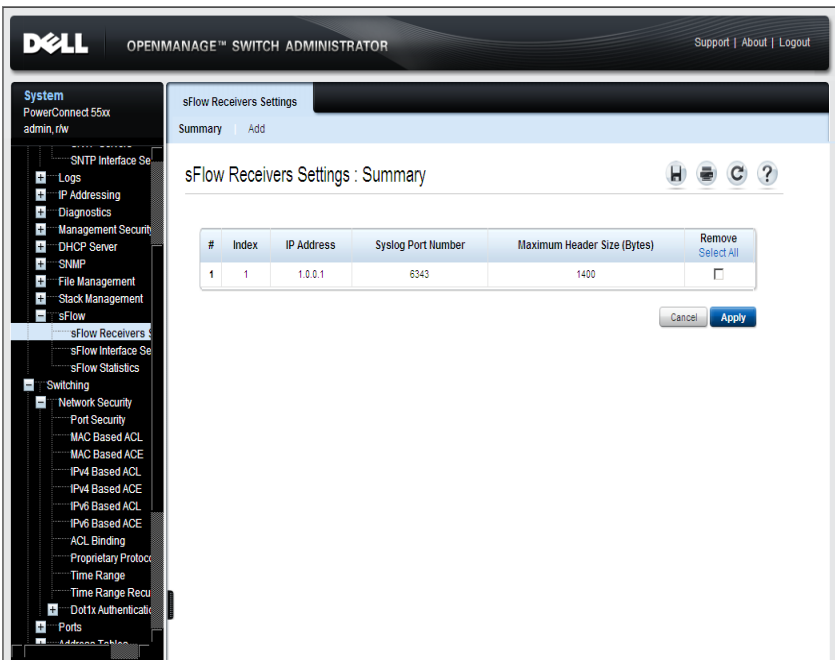 DELL OPENMANAGE™ SWITCH ADMINISTRATOR
Support | About | Logout
System
PowerConnect 55xx
admin, r/w
SNTP Interface Se
Logs
IP Addressing
Diagnostics
Management Security
DHCP Server
SNMP
File Management
Stack Management
sFlow
sFlow Receivers S
sFlow Interface Se
sFlow Statistics
Switching
Network Security
Port Security
MAC Based ACL
MAC Based ACE
IPv4 Based ACL
IPv4 Based ACE
IPv6 Based ACL
IPv6 Based ACE
ACL Binding
Proprietary Protoco
Time Range
Time Range Recu
Dot1x Authenticatio
Ports
Address Tables
sFlow Receivers Settings
Summary Add
sFlow Receivers Settings : Summary
# Index IP Address Syslog Port Number Maximum Header Size (Bytes) Remove
Select All
1 1 1.0.0.1 6343 1400
Cancel Apply